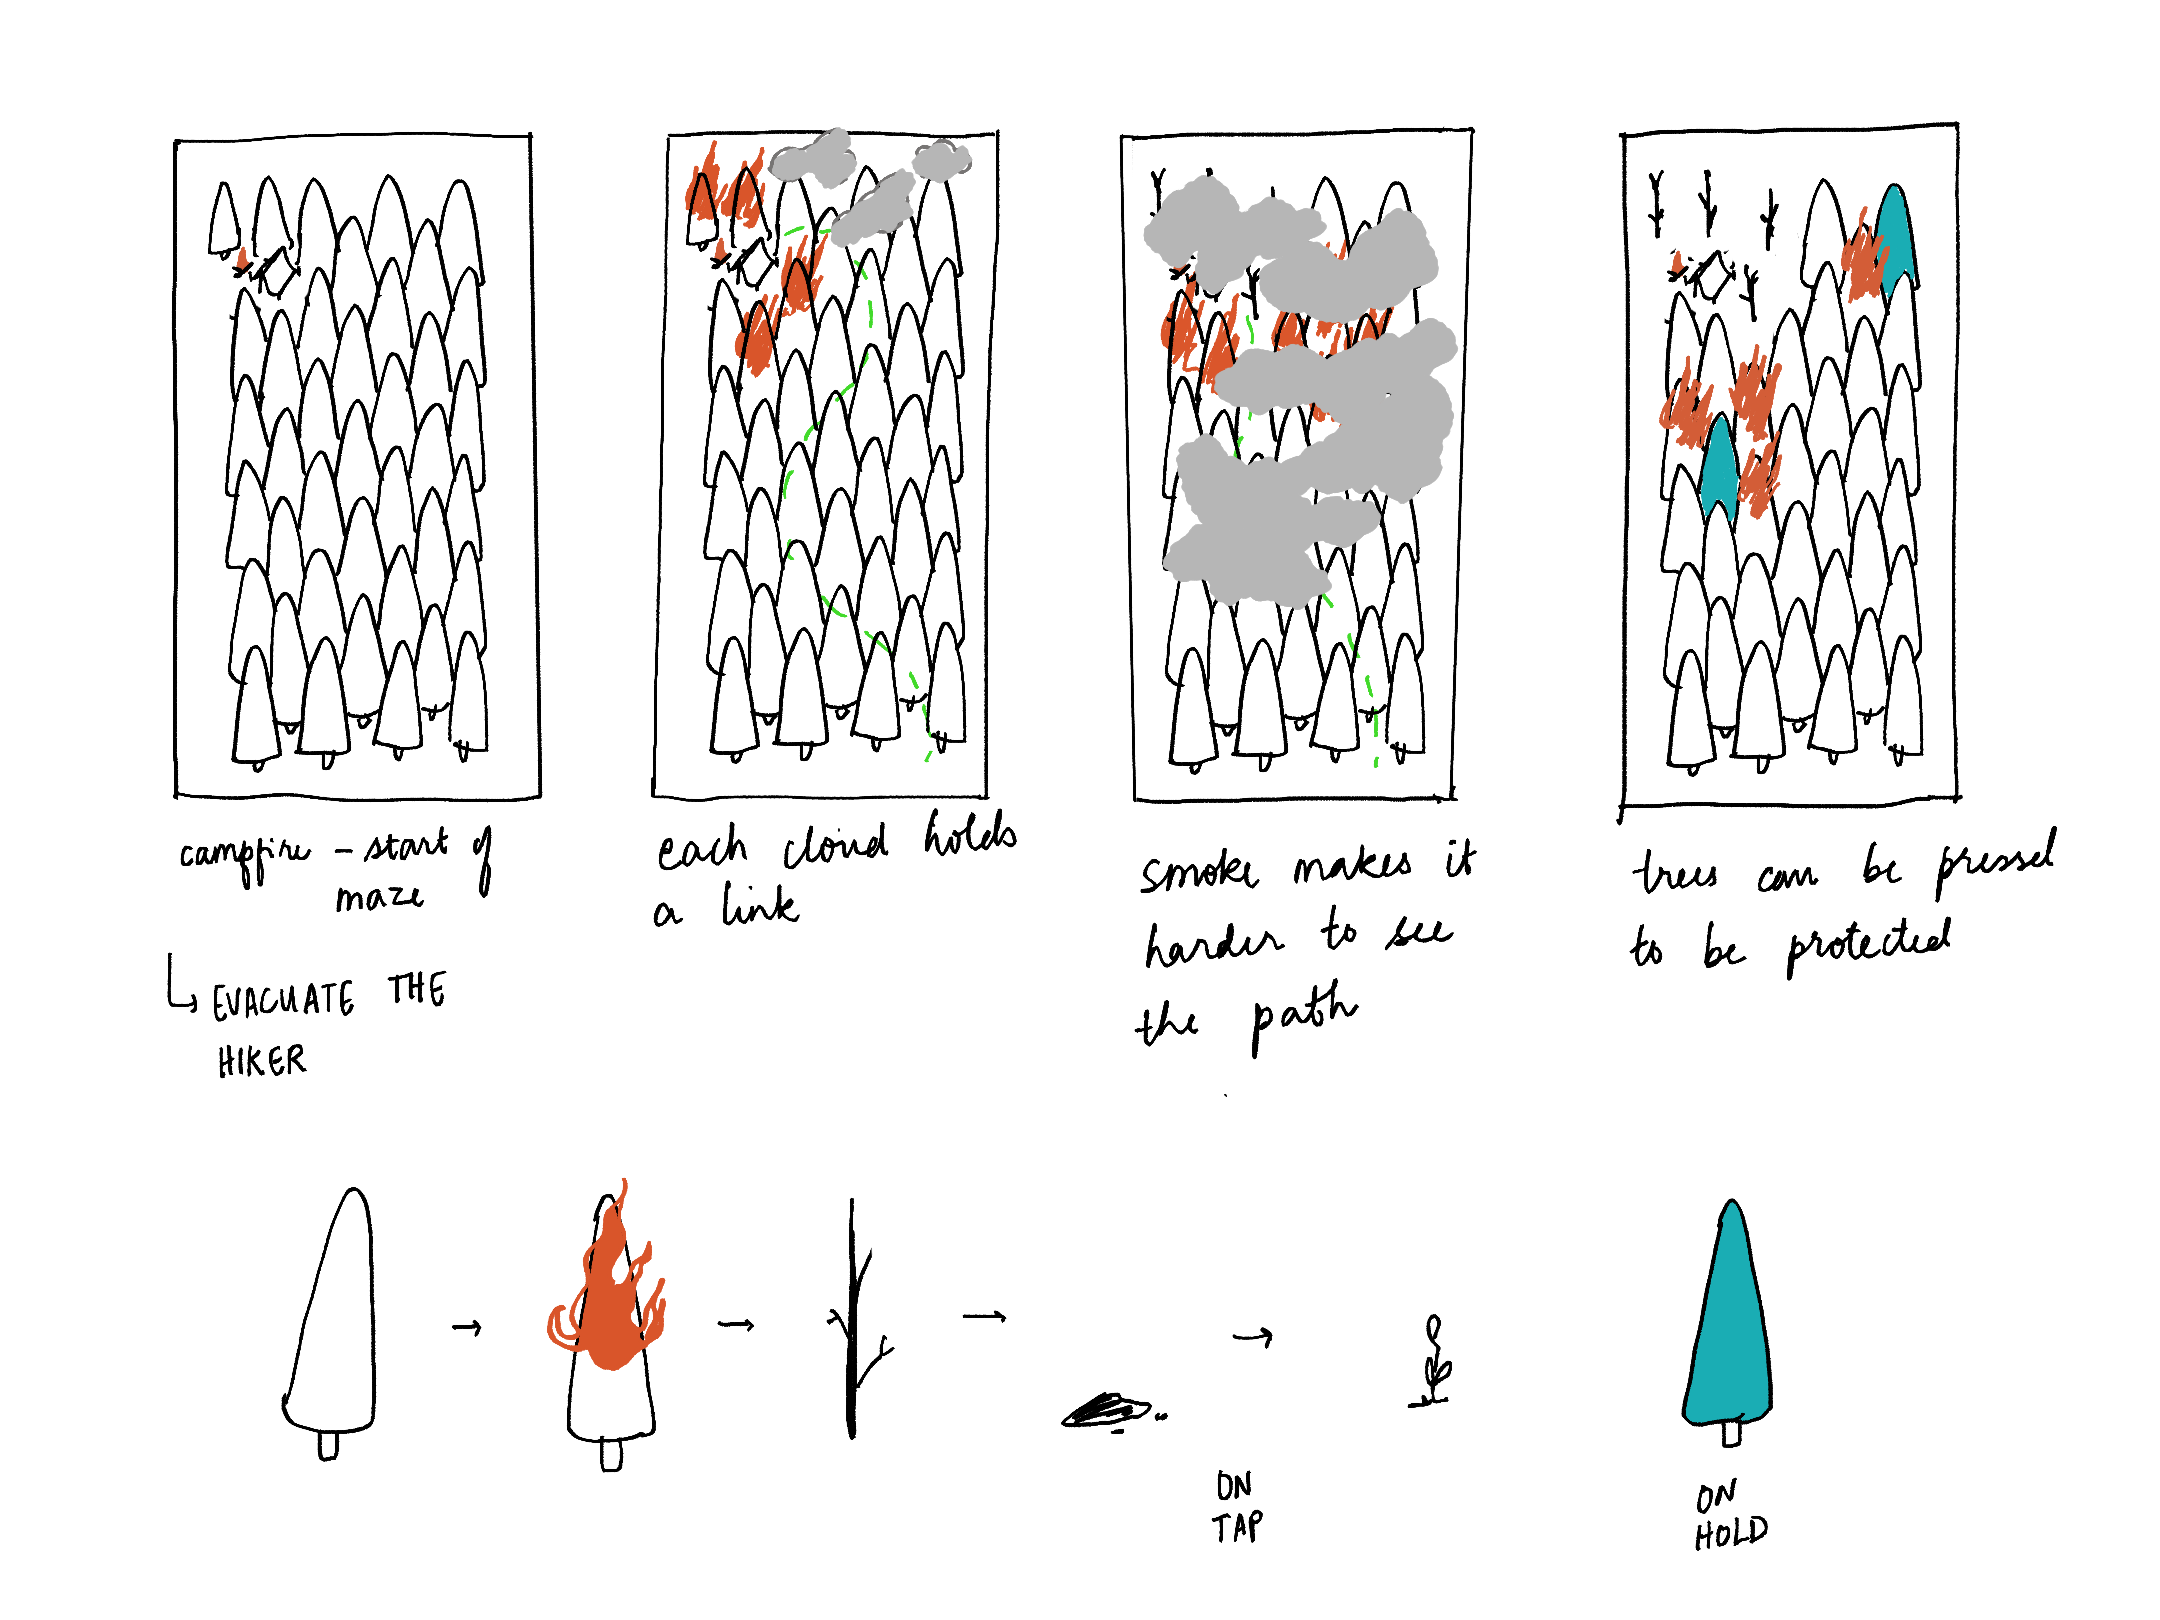 campfire – start of
maze
EVACUATE THE
HIKER
each cloud holds
a link
smoke makes it
harder to see
the path
trees can be pressed
to be protected
ON
TAP
ON
HOLD